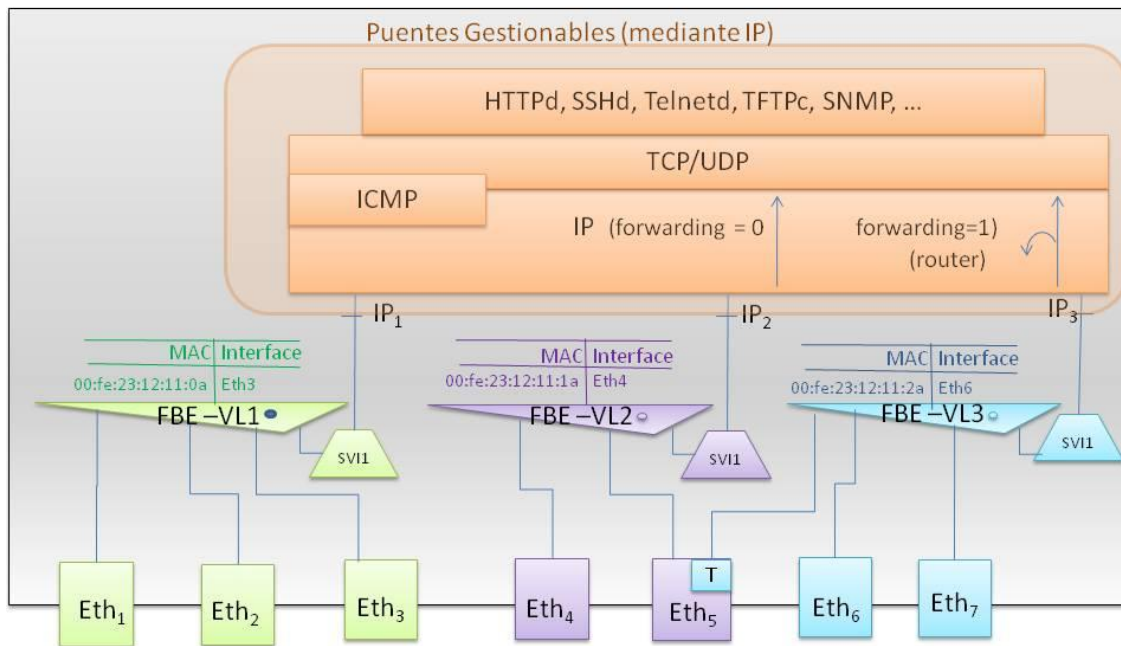 Puentes Gestionables (mediante IP)
HTTPd, SSHd, Telnetd, TFTPc, SNMP, ...
TCP/UDP
ICMP
IP (forwarding = 0
forwarding=1)
(router)
IP1
IP2
IP3
MAC Interface
00:fe:23:12:11:0a Eth3
FBE –VL1
SVI1
MAC Interface
00:fe:23:12:11:1a Eth4
FBE –VL2
SVI1
MAC Interface
00:fe:23:12:11:2a Eth6
FBE –VL3
SVI1
Eth1
Eth2
Eth3
Eth4
T
Eth5
Eth6
Eth7